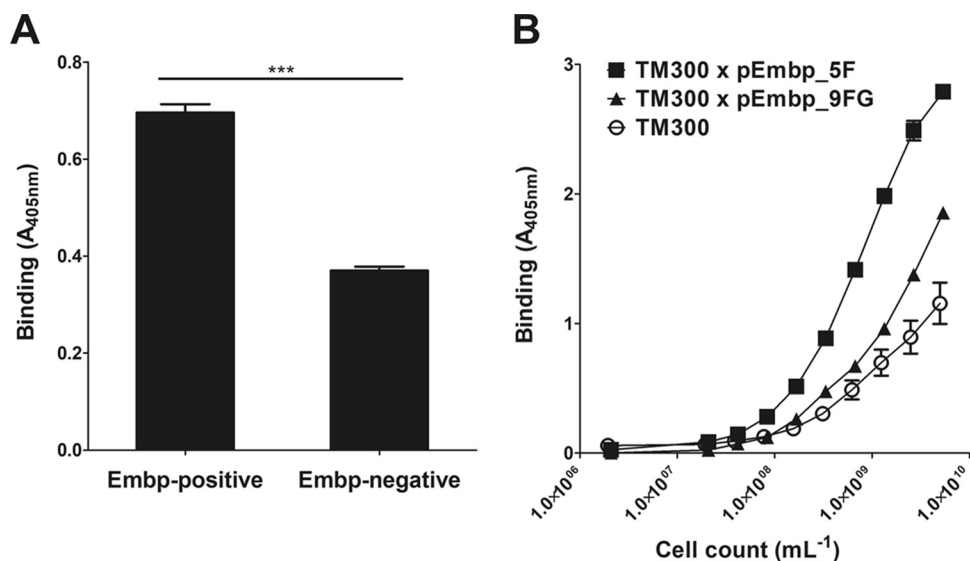 A
***
Binding (A405nm)
0.8
0.6
0.4
0.2
0.0
Embp-positive
Embp-negative
B
TM300 x pEmbp_5F
TM300 x pEmbp_9FG
TM300
Binding (A405nm)
3
2
1
0
1.0×10^06
1.0×10^07
1.0×10^08
1.0×10^09
1.0×10^10
Cell count (mL^-1)